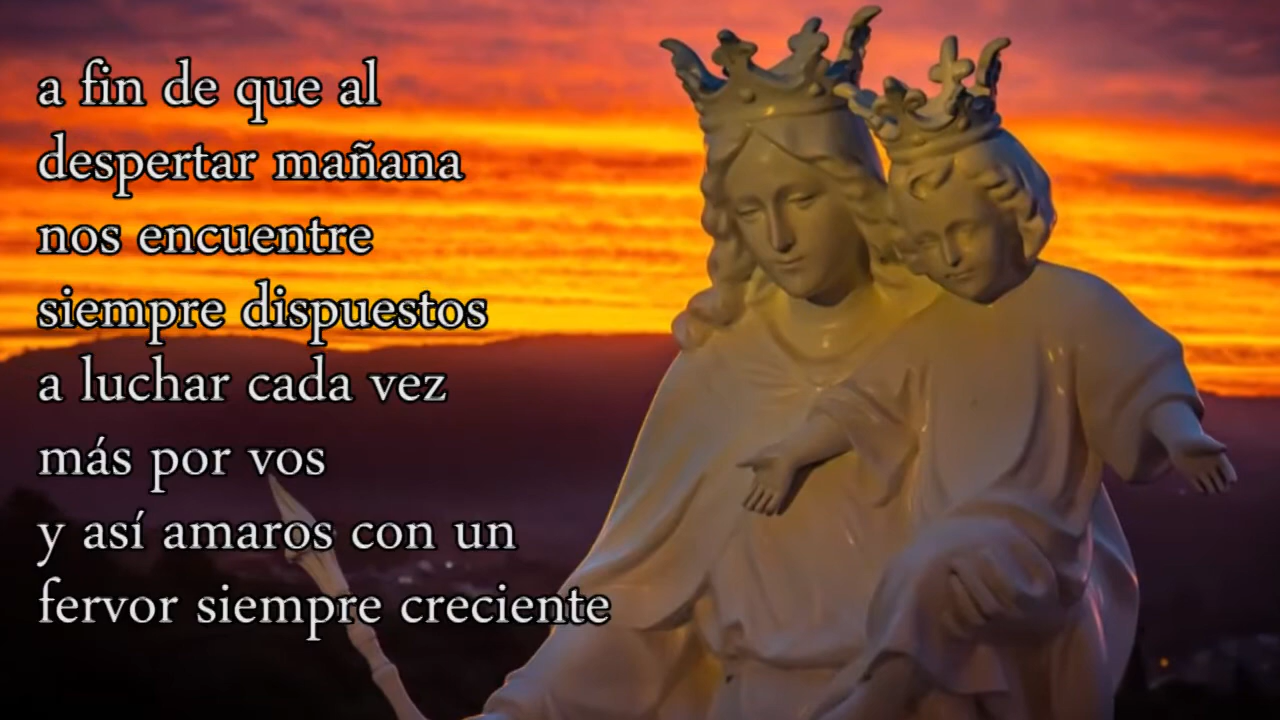 a fin de que al
despertar mañana
nos encuentre
siempre dispuestos
a luchar cada vez
más por vos
y así amaros con un
fervor siempre creciente